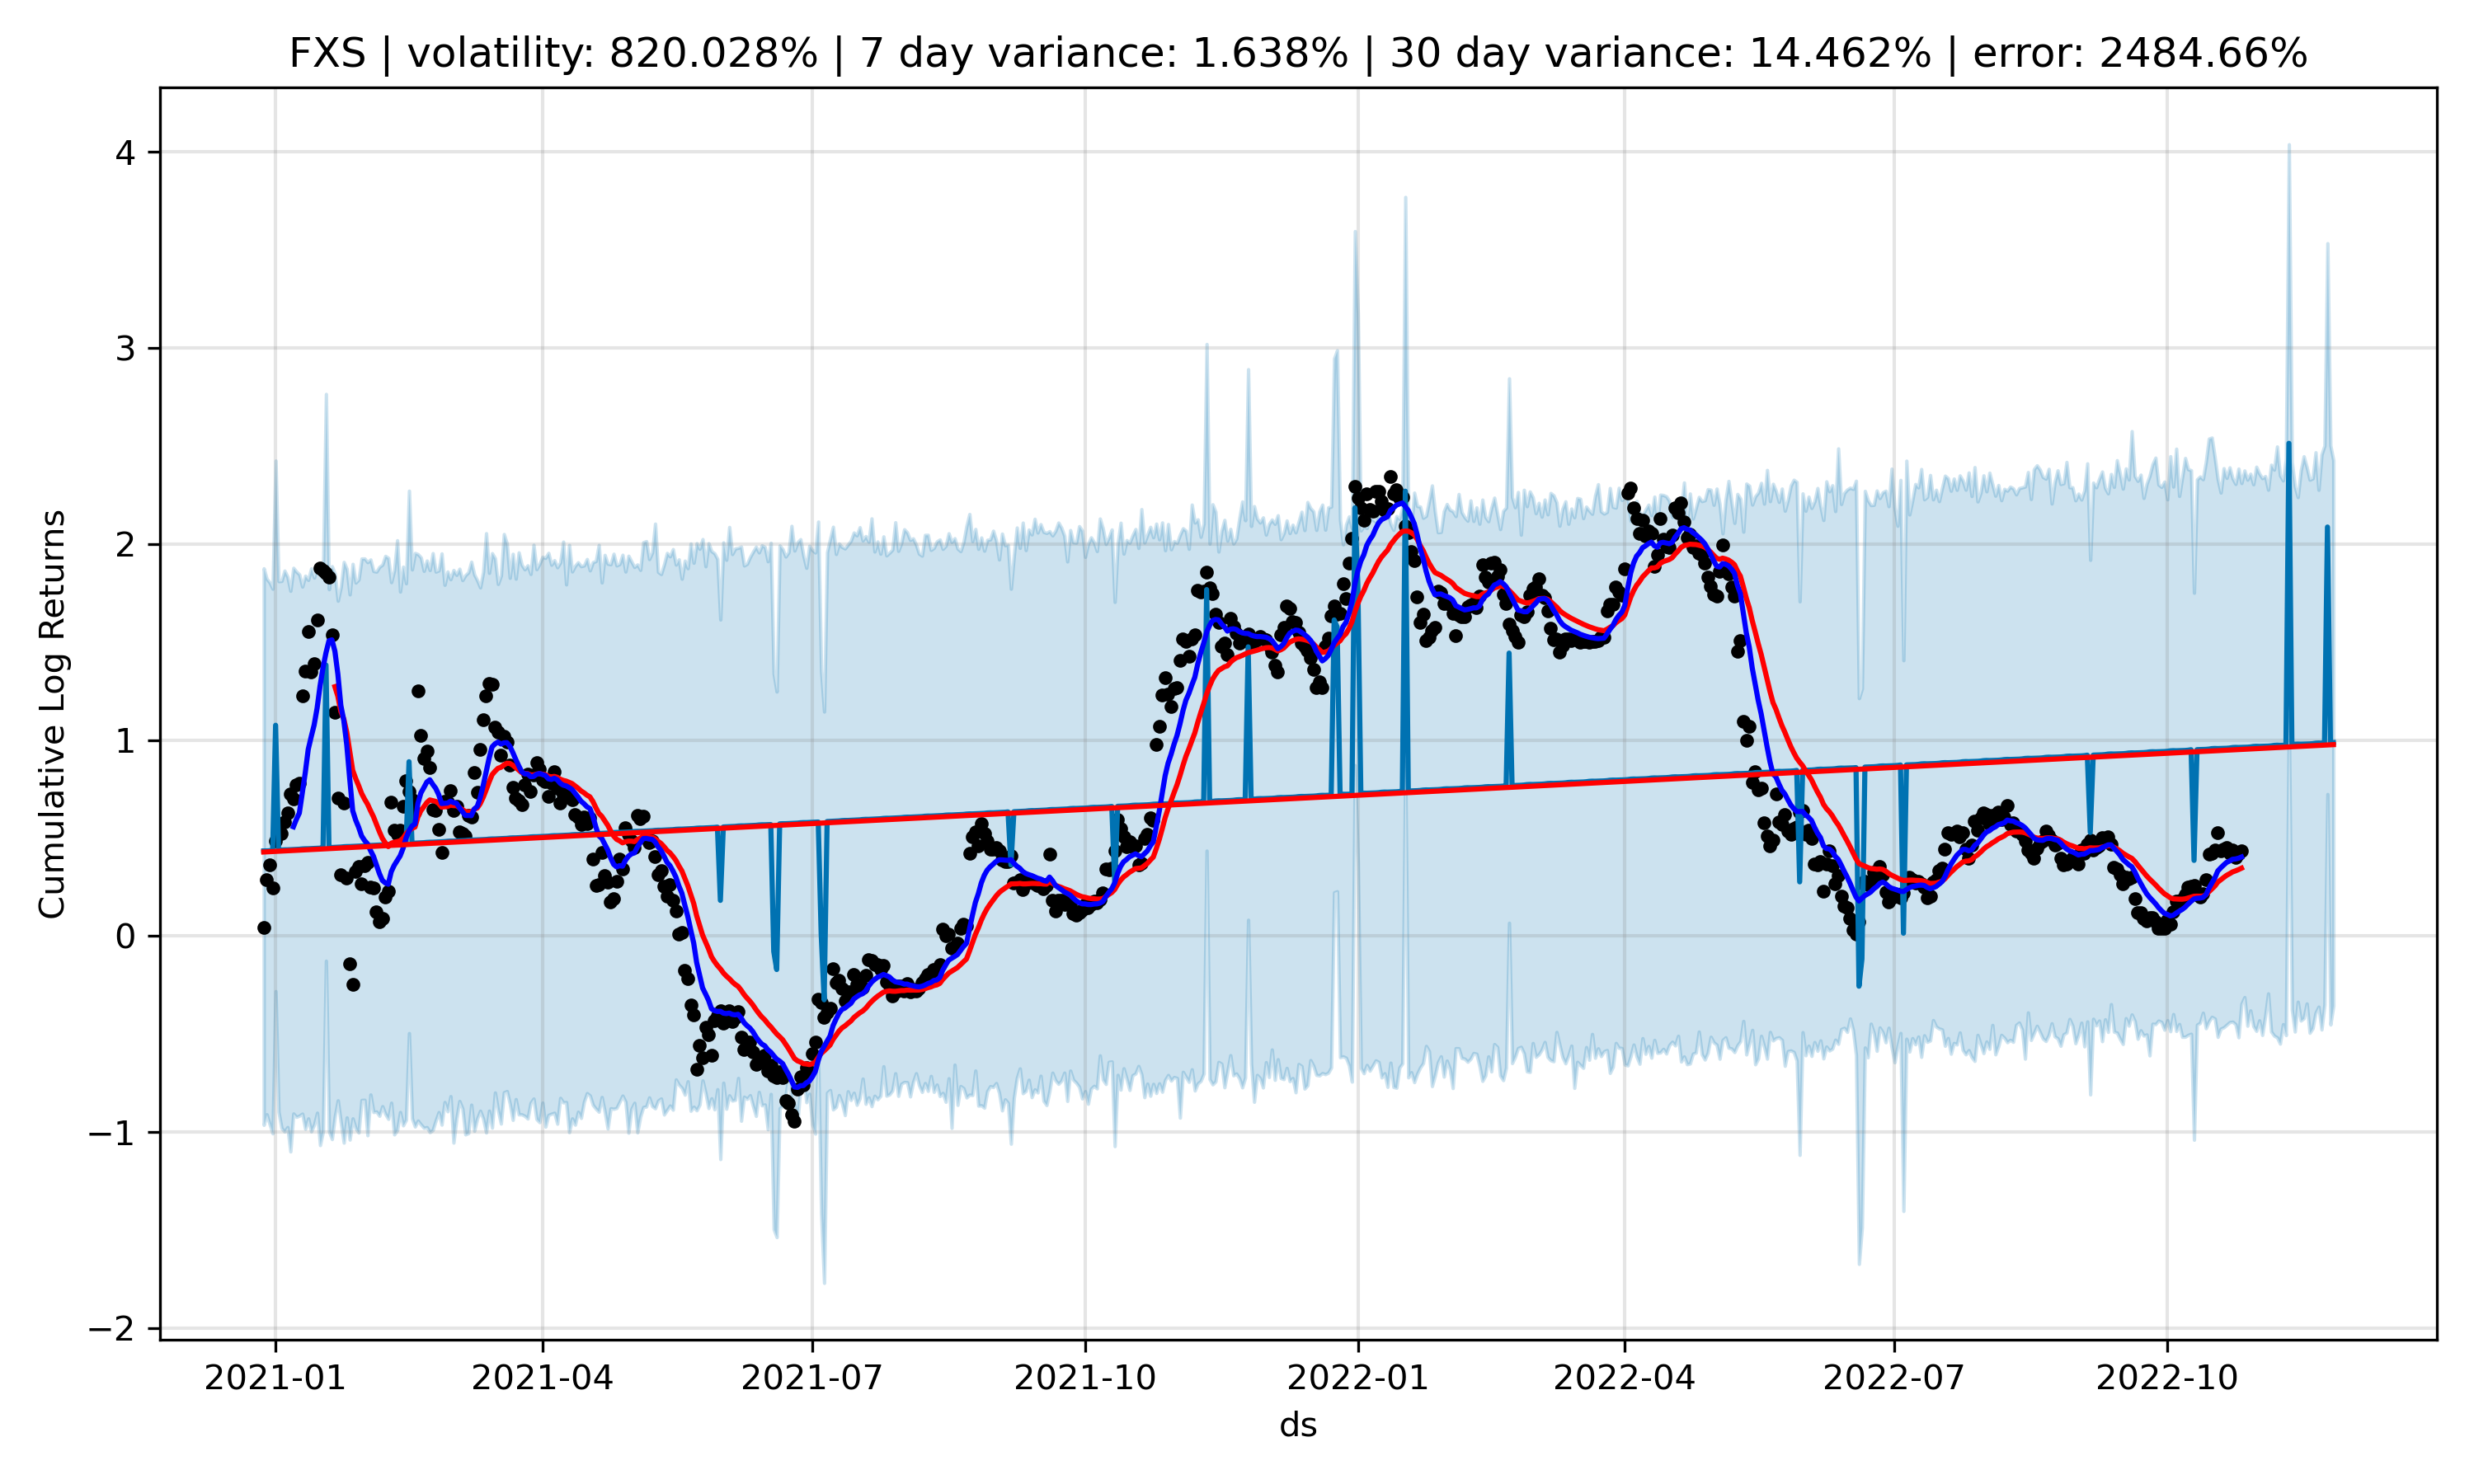 FXS | volatility: 820.028% | 7 day variance: 1.638% | 30 day variance: 14.462% | error: 2484.66%
4
3
2
1
0
−1
−2
Cumulative Log Returns
2021-01 2021-04 2021-07 2021-10 2022-01 2022-04 2022-07 2022-10
ds